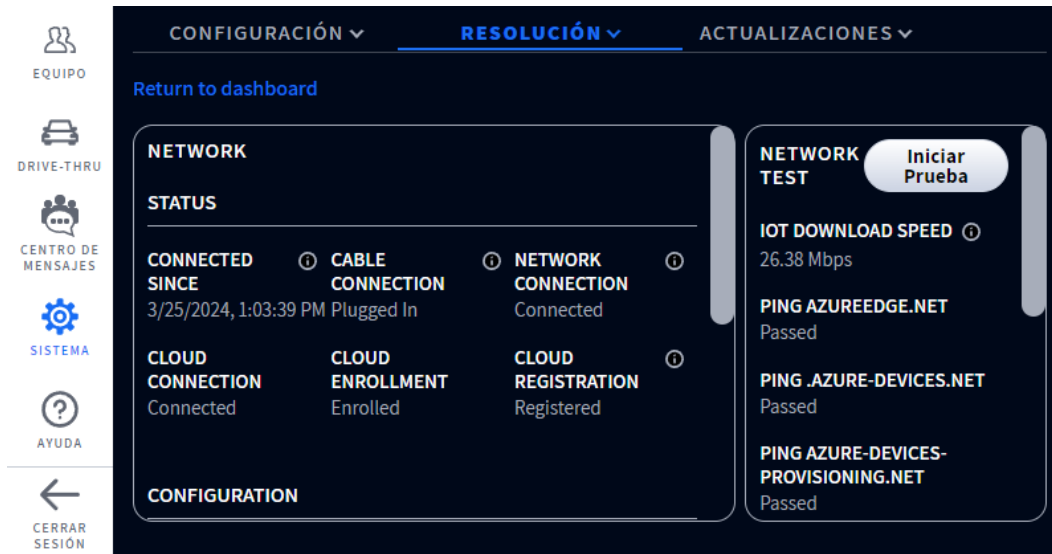 EQUIPO
DRIVE-THRU
CENTRO DE
MENSAJES
SISTEMA
AYUDA
CERRAR
SESIÓN
CONFIGURACIÓN
RESOLUCIÓN
ACTUALIZACIONES
Return to dashboard
NETWORK
STATUS
CONNECTED
SINCE
3/25/2024, 1:03:39 PM
CABLE
CONNECTION
Plugged In
NETWORK
CONNECTION
Connected
CLOUD
CONNECTION
Connected
CLOUD
ENROLLMENT
Enrolled
CLOUD
REGISTRATION
Registered
CONFIGURATION
NETWORK
TEST
Iniciar
Prueba
IOT DOWNLOAD SPEED
26.38 Mbps
PING AZUREEDGE.NET
Passed
PING .AZURE-DEVICES.NET
Passed
PING AZURE-DEVICES-
PROVISIONING.NET
Passed